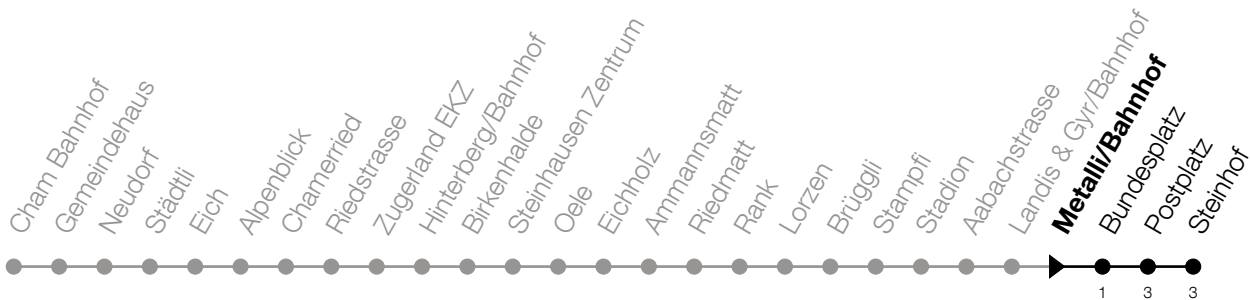 Cham Bahnhof
Gemeindehaus
Neudorf
Städtli
Eich
Alpenblick
Chamerried
Riedstrasse
Zugerland EKZ
Hinterberg/Bahnhof
Birkenhalde
Steinhausen Zentrum
Oele
Eichholz
Ammannsmatt
Riedmatt
Rank
Lorzen
Brüggli
Stampfi
Stadion
Aabachstrasse
Landis & Gyr/Bahnhof
Metalli/Bahnhof
Bundesplatz
Postplatz
Steinhof
1
3
3